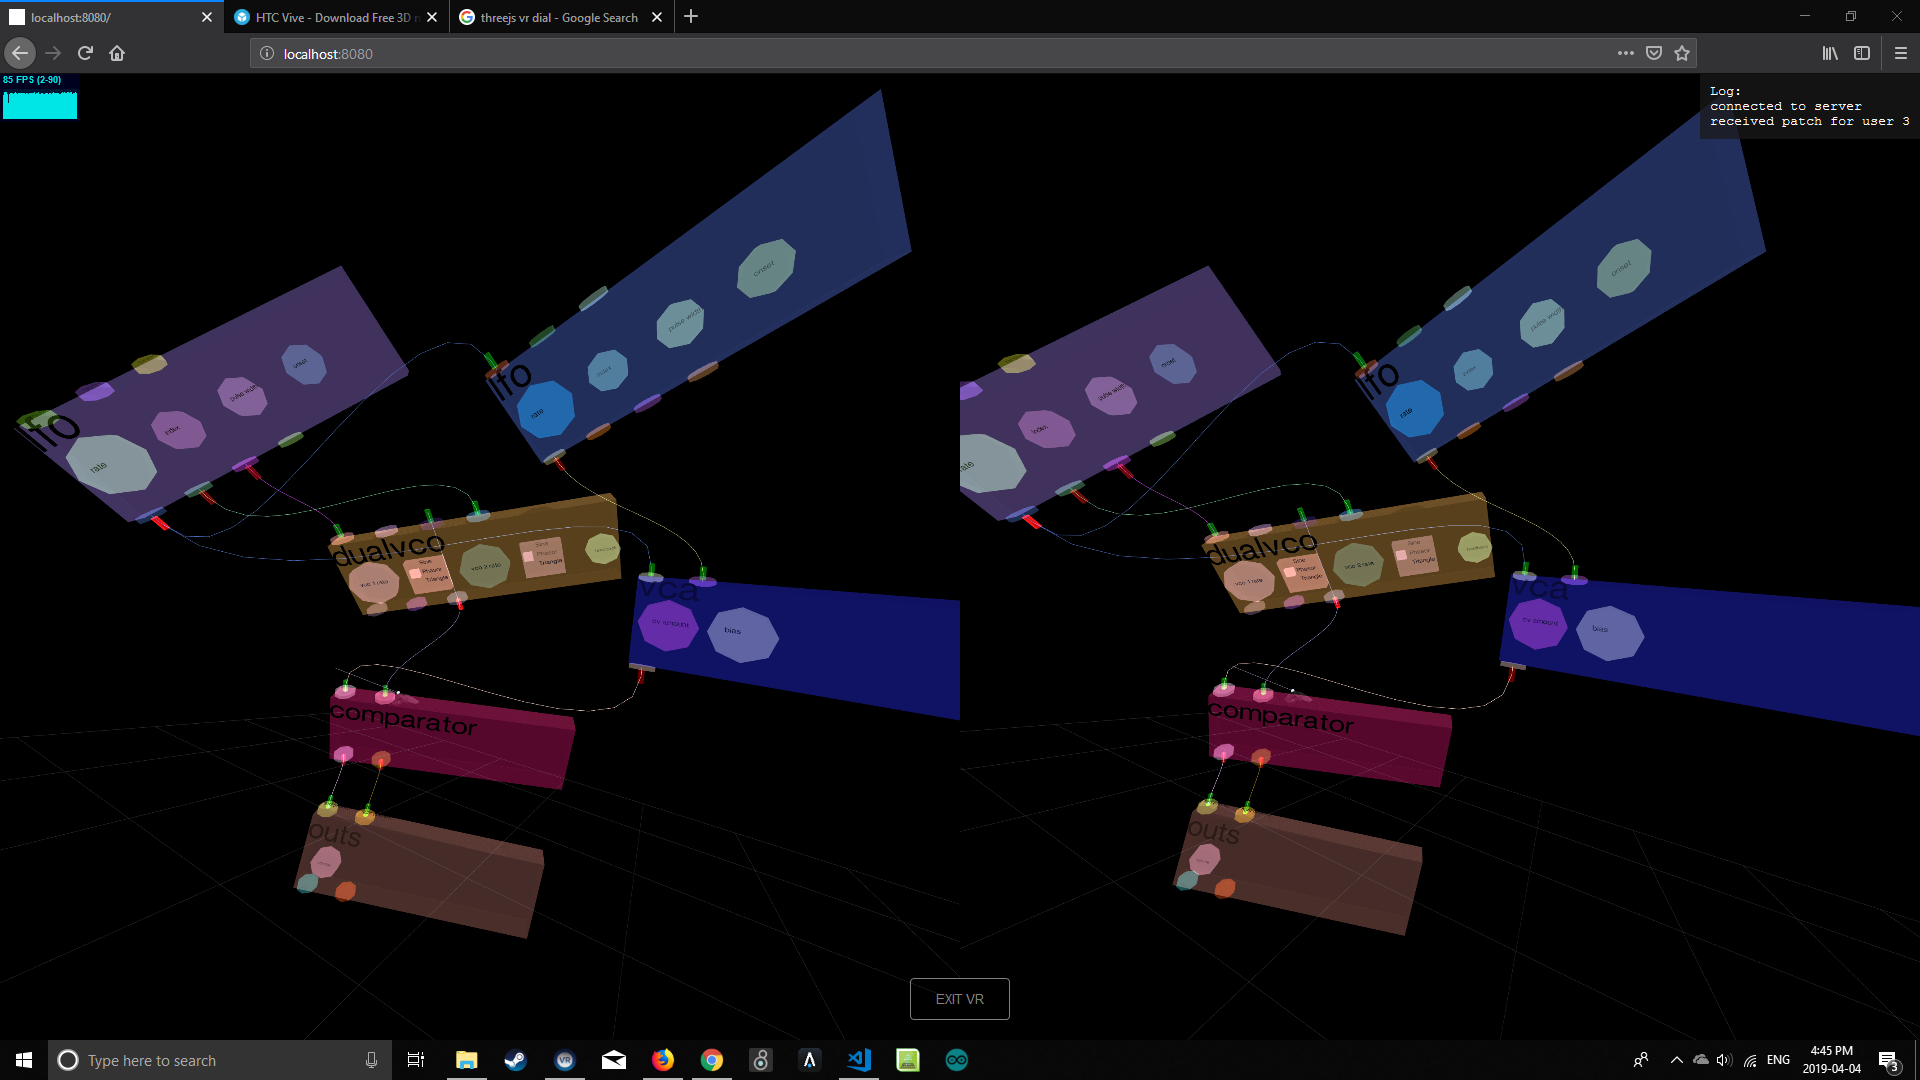 localhost:8080/
HTC Vive - Download Free 3D
threejs vr dial - Google Search
localhost:8080
85 FPS (2-90)
Log:
connected to server
received patch for user 3
lfo
rate
index
pulse width
onset
lfo
rate
index
pulse width
onset
dualvco
vco 1 rate
Sine
Phasor
Triangle
vco 2 rate
Sine
Phasor
Triangle
vca
cv amount
bias
comparator
outs
rate
index
pulse width
onset
lfo
rate
index
pulse width
onset
dualvco
vco 1 rate
Sine
Phasor
Triangle
vco 2 rate
Sine
Phasor
Triangle
vca
cv amount
bias
comparator
outs
EXIT VR
Type here to search
ENG
4:45 PM
2019-04-04
3